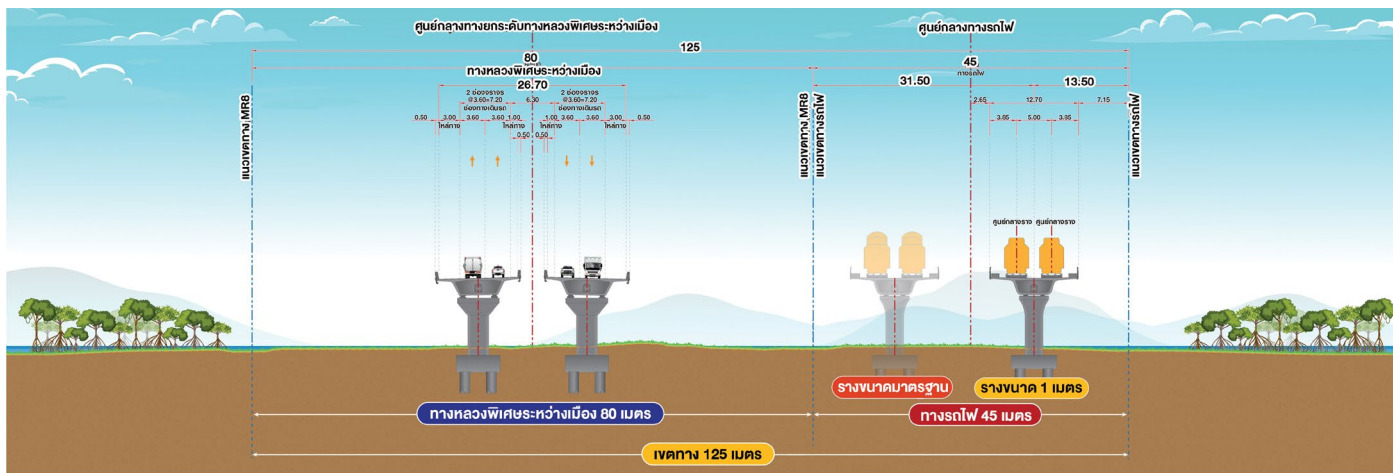 ศูนย์กลางทางยกระดับทางหลวงพิเศษระหว่างเมือง
ศูนย์กลางทางรถไฟ
125
80
45
ทางหลวงพิเศษระหว่างเมือง
ทางรถไฟ
26.70
31.50
13.50
2 ช่องจราจร
@3.60=7.20
ช่องทางเดินรถ
6.30
2 ช่องจราจร
@3.60=7.20
ช่องทางเดินรถ
2.65
12.70
7.15
0.50
3.00
3.60
3.60
1.00
1.00
3.60
3.60
3.00
0.50
3.85
5.00
3.85
ไหล่ทาง
ไหล่ทาง
ไหล่ทาง
ไหล่ทาง
0.50
0.50
แนวเขตทาง MR8
แนวเขตทาง MR8
แนวเขตทางรถไฟ
แนวเขตทางรถไฟ
ศูนย์กลางราง
ศูนย์กลางราง
รางขนาดมาตรฐาน
รางขนาด 1 เมตร
ทางหลวงพิเศษระหว่างเมือง 80 เมตร
ทางรถไฟ 45 เมตร
เขตทาง 125 เมตร